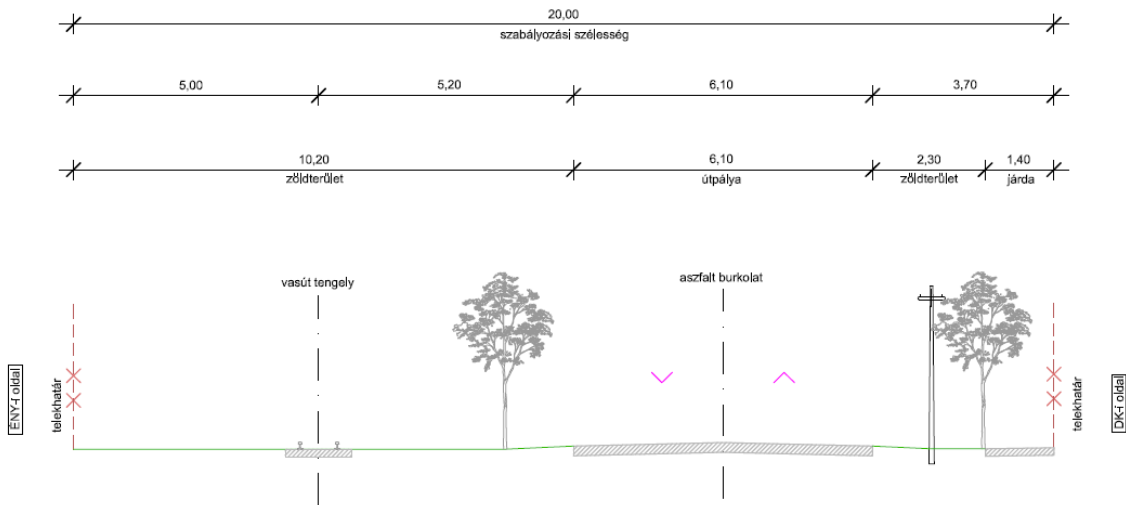 20,00
szabályozási szélesség
5,00 5,20 6,10 3,70
10,20 6,10 2,30 1,40
zöldterület útpálya zöldterület járda
vasút tengely
aszfalt burkolat
ÉNY-i oldal
telekhatár
telekhatár
DK-i oldal